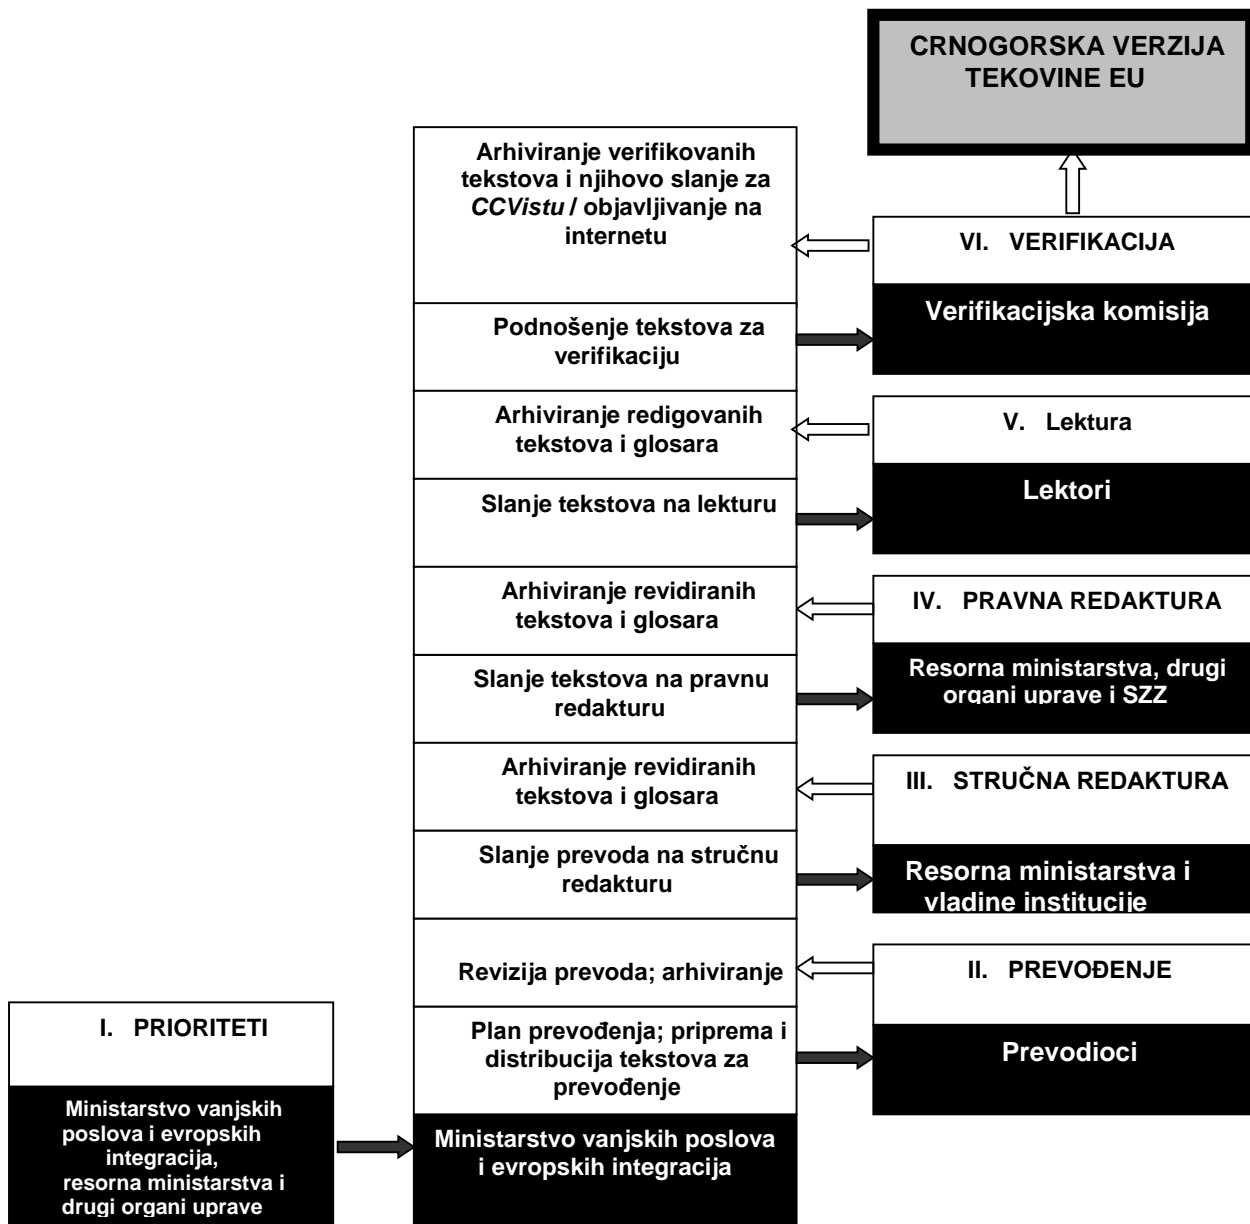 CRNOGORSKA VERZIJA
TEKOVINE EU
Arhiviranje verifikovanih
tekstova i njihovo slanje za
CCVistu / objavljivanje na
internetu
VI. VERIFIKACIJA
Verifikacijska komisija
Podnošenje tekstova za
verifikaciju
Arhiviranje redigovanih
tekstova i glosara
V. Lektura
Lektori
Slanje tekstova na lekturu
Arhiviranje revidiranih
tekstova i glosara
IV. PRAVNA REDAKTURA
Resorna ministarstva, drugi
organi uprave i SZZ
Slanje tekstova na pravnu
redakturu
Arhiviranje revidiranih
tekstova i glosara
III. STRUČNA REDAKTURA
Resorna ministarstva i
vladine institucije
Slanje prevoda na stručnu
redakturu
Revizija prevoda; arhiviranje
II. PREVOĐENJE
Prevodioci
Plan prevođenja; priprema i
distribucija tekstova za
prevođenje
I. PRIORITETI
Ministarstvo vanjskih
poslova i evropskih
integracija,
resorna ministarstva i
drugi organi uprave
Ministarstvo vanjskih poslova
i evropskih integracija